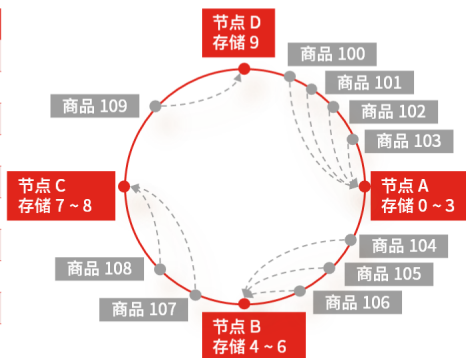 节点 D
存储 9
商品 100
商品 101
商品 109
商品 102
商品 103
节点 C
存储 7 ~ 8
节点 A
存储 0 ~ 3
商品 104
商品 108
商品 105
商品 107
商品 106
节点 B
存储 4 ~ 6